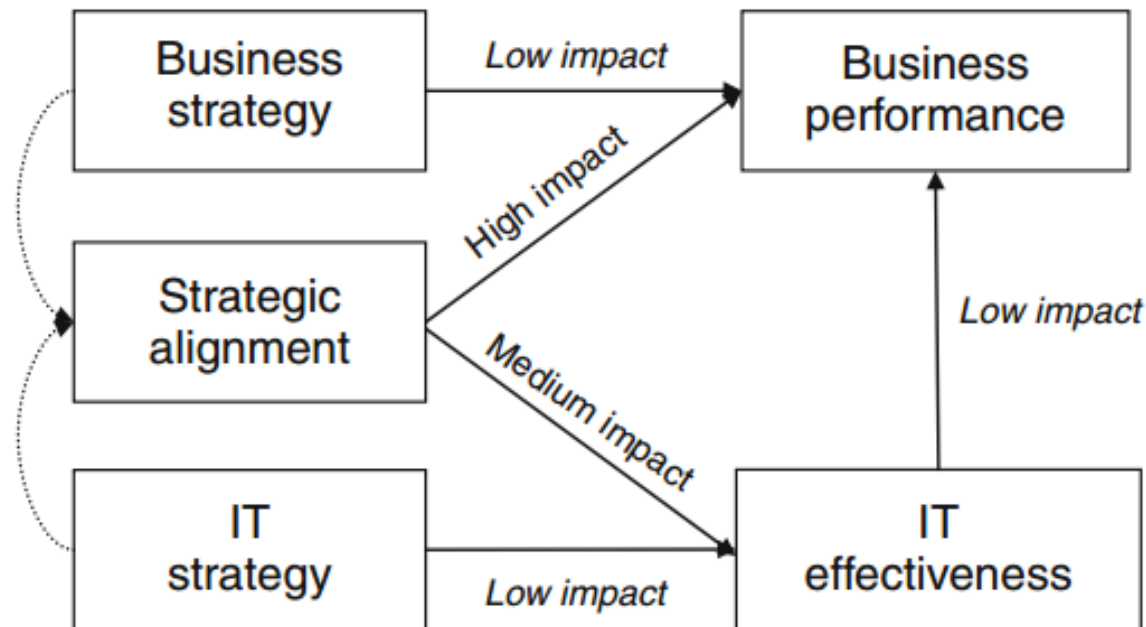 Business
strategy
Low impact
Business
performance
High impact
Strategic
alignment
Low impact
Medium impact
IT
strategy
Low impact
IT
effectiveness